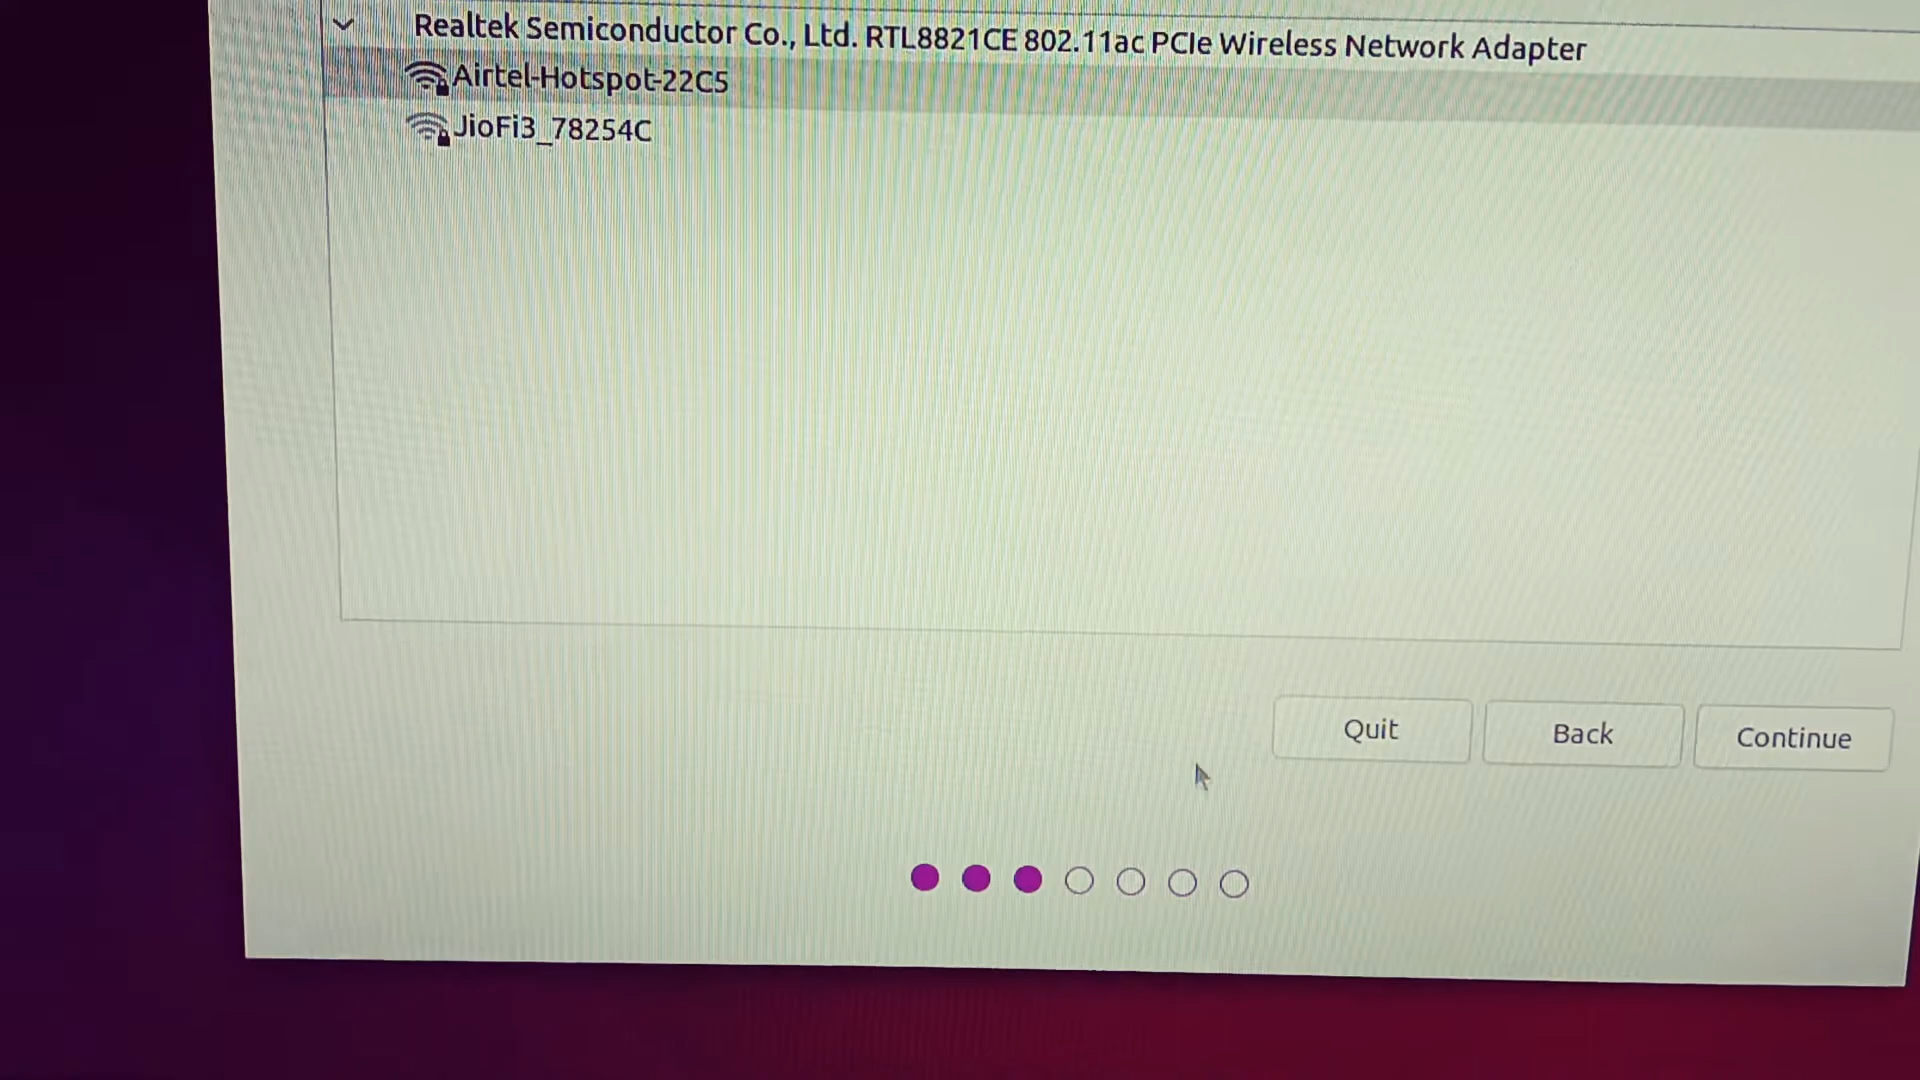 Realtek Semiconductor Co., Ltd. RTL8821CE 802.11ac PCIe Wireless Network Adapter
Airtel-Hotspot-22C5
JioFi3_78254C
Quit Back Continue